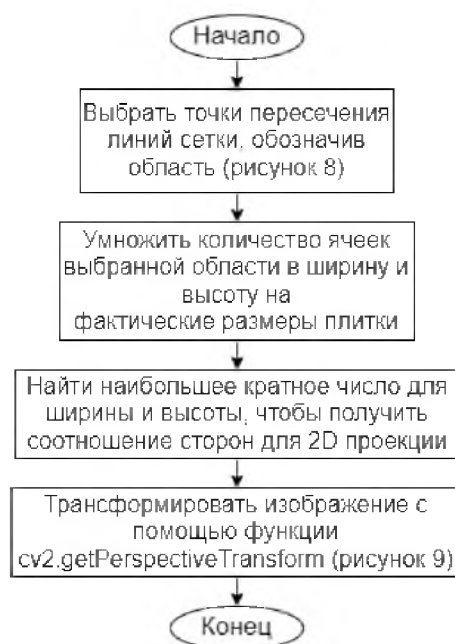 Начало
Выбрать точки пересечения
линий сетки, обозначив
область (рисунок 8)
Умножить количество ячеек
выбранной области в ширину и
высоту на
фактические размеры плитки
Найти наибольшее кратное число для
ширины и высоты, чтобы получить
соотношение сторон для 2D проекции
Трансформировать изображение с
помощью функции
cv2.getPerspectiveTransform (рисунок 9)
Конец